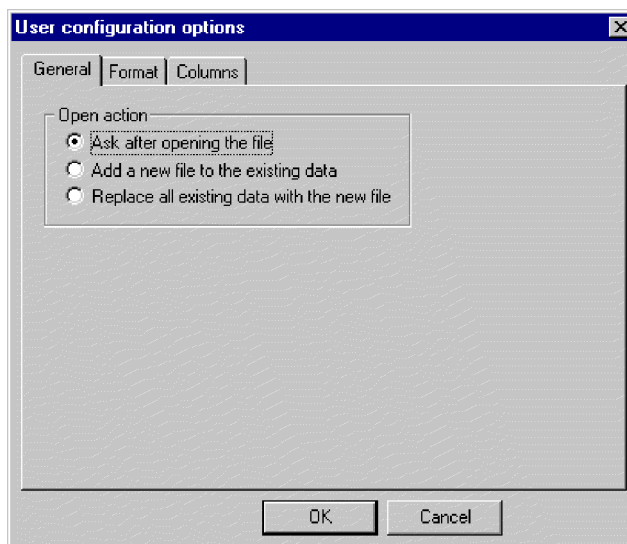 User configuration options
General Format Columns
Open action
Ask after opening the file
Add a new file to the existing data
Replace all existing data with the new file
OK Cancel